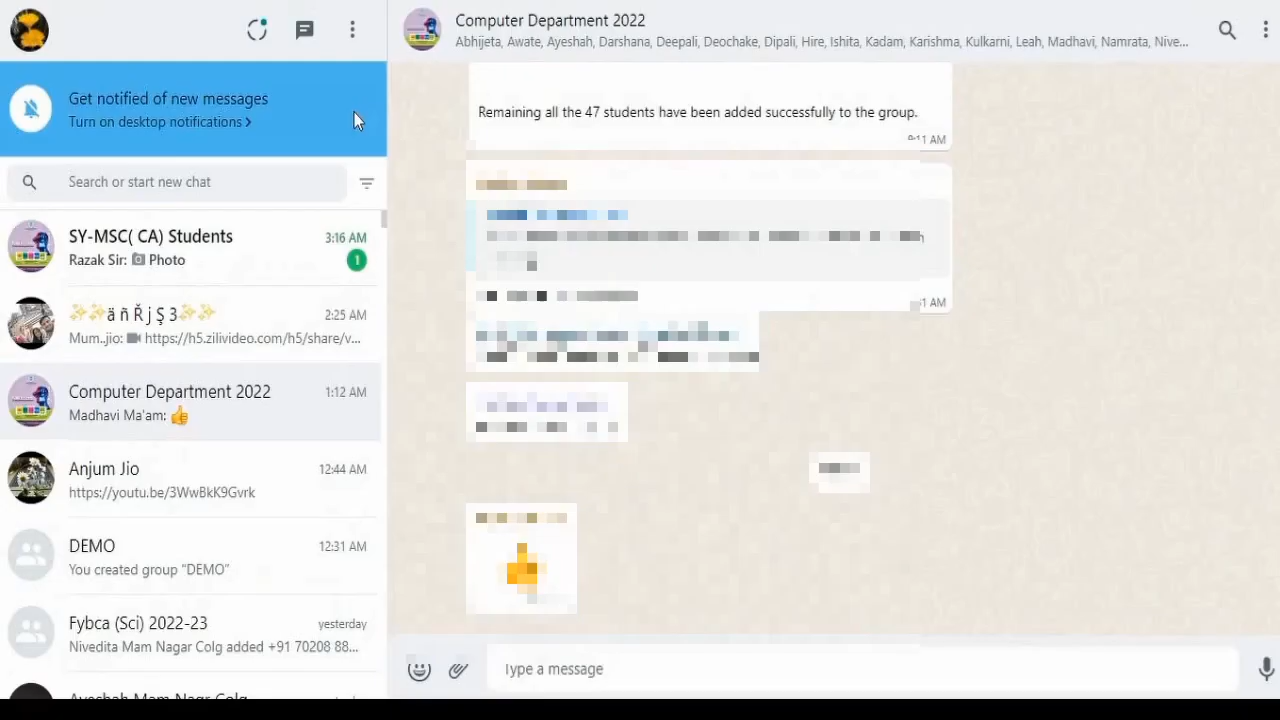 Computer Department 2022
Abhijeta, Awate, Ayeshah, Darshana, Deepali, Deochake, Dipali, Hire, Ishita, Kadam, Karishma, Kulkarni, Leah, Madhavi, Namrata, Nive...
Get notified of new messages
Turn on desktop notifications >
Search or start new chat
SY-MSC( CA) Students 3:16 AM
Razak Sir: Photo 1
✨✨ä ñ Ř j Ş 3✨✨ 2:25 AM
Mum..jio: https://h5.zilivideo.com/h5/share/v...
Computer Department 2022 1:12 AM
Madhavi Ma'am: 👍
Anjum Jio 12:44 AM
https://youtu.be/3WwBkK9Gvrk
DEMO 12:31 AM
You created group "DEMO"
Fybca (Sci) 2022-23 yesterday
Nivedita Mam Nagar Colg added +91 70208 88...
Ayeshah Mam Nagar Colg
Remaining all the 47 students have been added successfully to the group.
AM
AM
Type a message